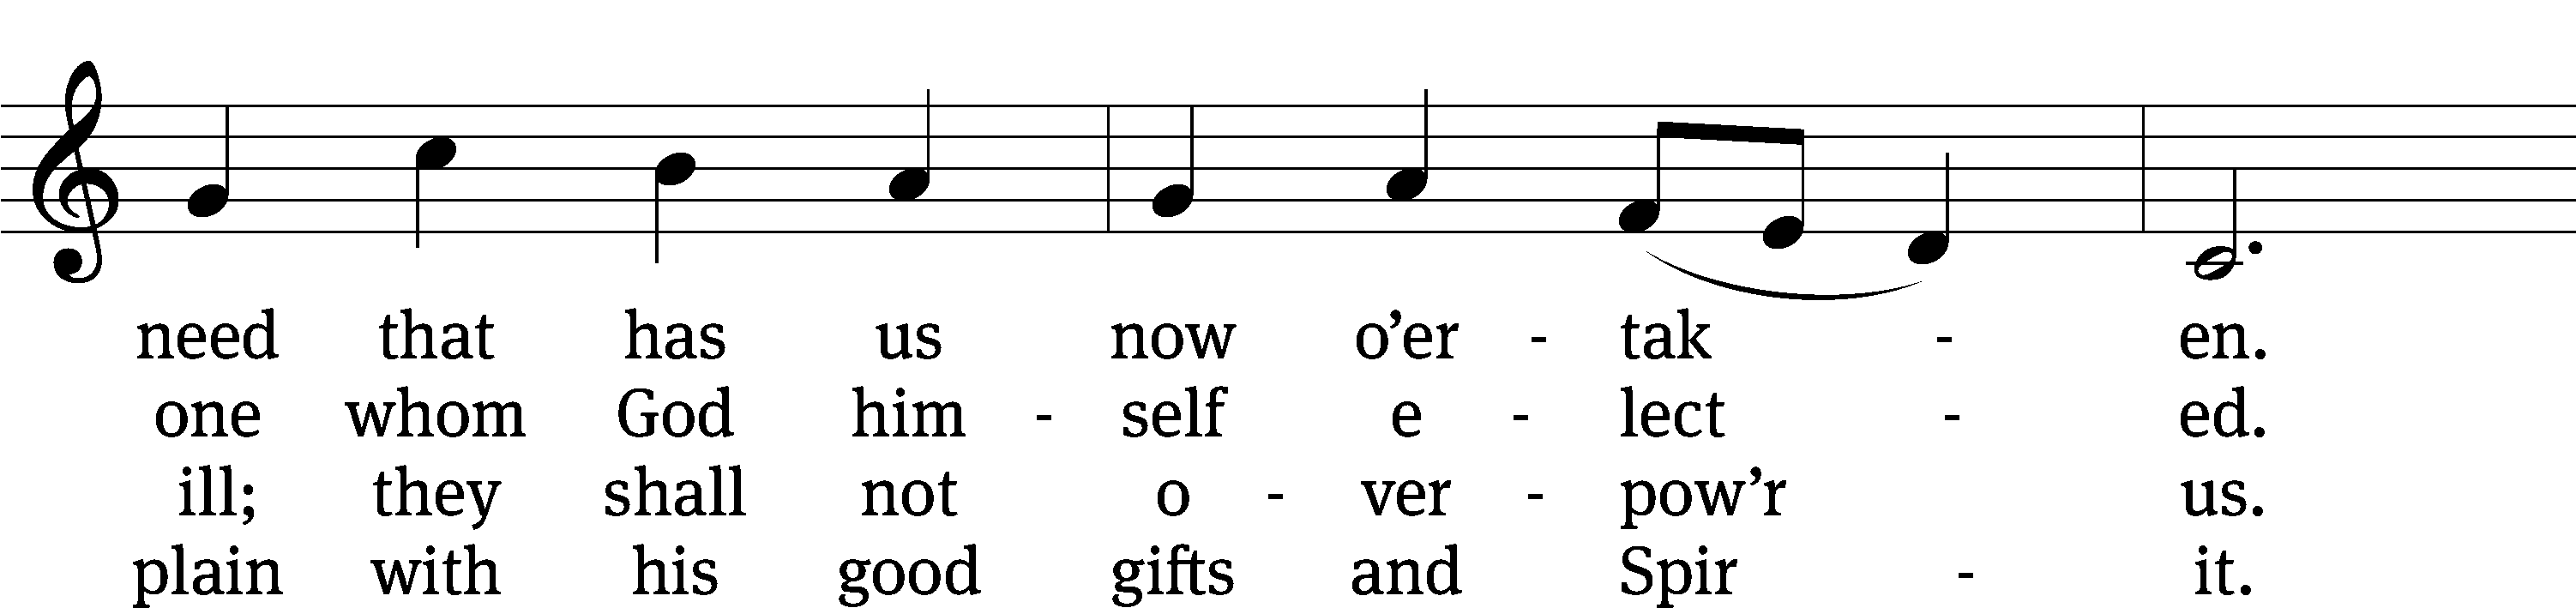 need that has us now o’er - tak - en.
one whom God him - self e - lect - ed.
ill; they shall not o - ver - pow’r us.
plain with his good gifts and Spir - it.